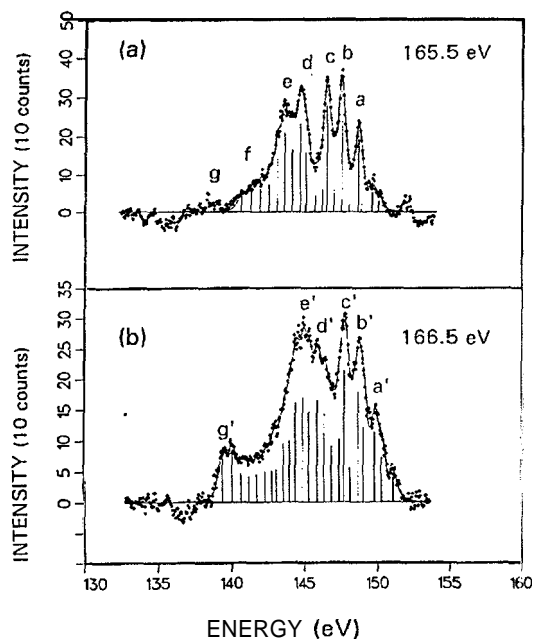 50
40
30
20
10
0
INTENSITY (10 counts)
(a)
165.5 eV
g
f
e
d
c
b
a
35
30
25
20
15
10
5
0
INTENSITY (10 counts)
(b)
166.5 eV
g'
e'
d'
c'
b'
a'
130
140
145
150
155
160
ENERGY (eV)